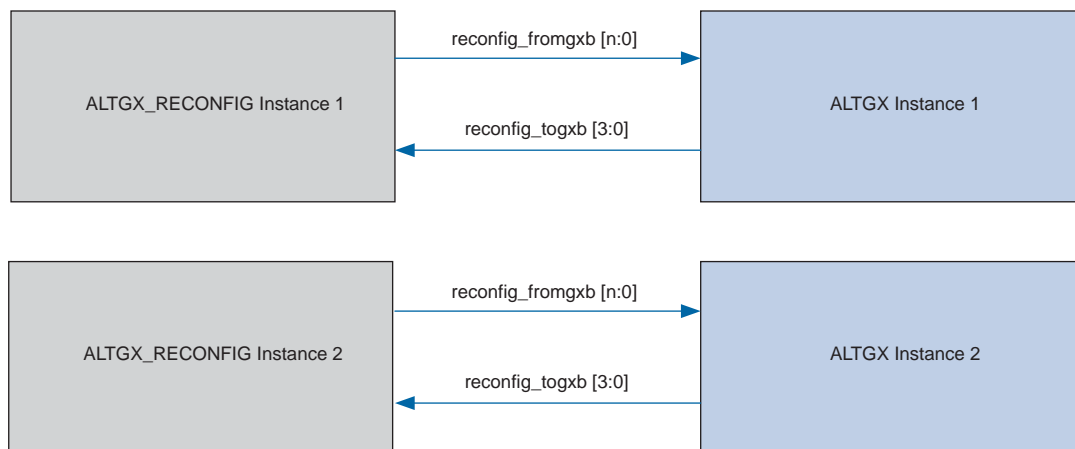 reconfig_fromgxb [n:0]
ALTGX_RECONFIG Instance 1
ALTGX Instance 1
reconfig_togxb [3:0]
reconfig_fromgxb [n:0]
ALTGX_RECONFIG Instance 2
ALTGX Instance 2
reconfig_togxb [3:0]